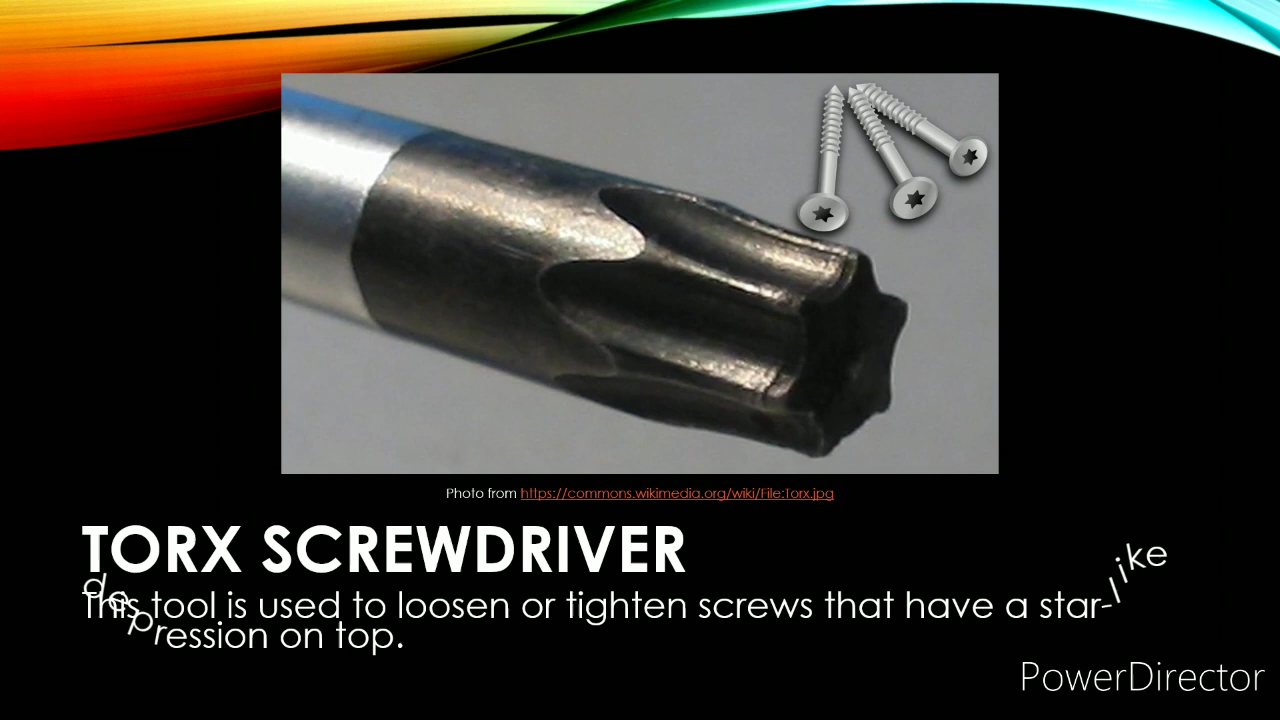 Photo from https://commons.wikimedia.org/wiki/File:Torx.jpg
TORX SCREWDRIVER
This tool is used to loosen or tighten screws that have a star-like
depression on top.
PowerDirector